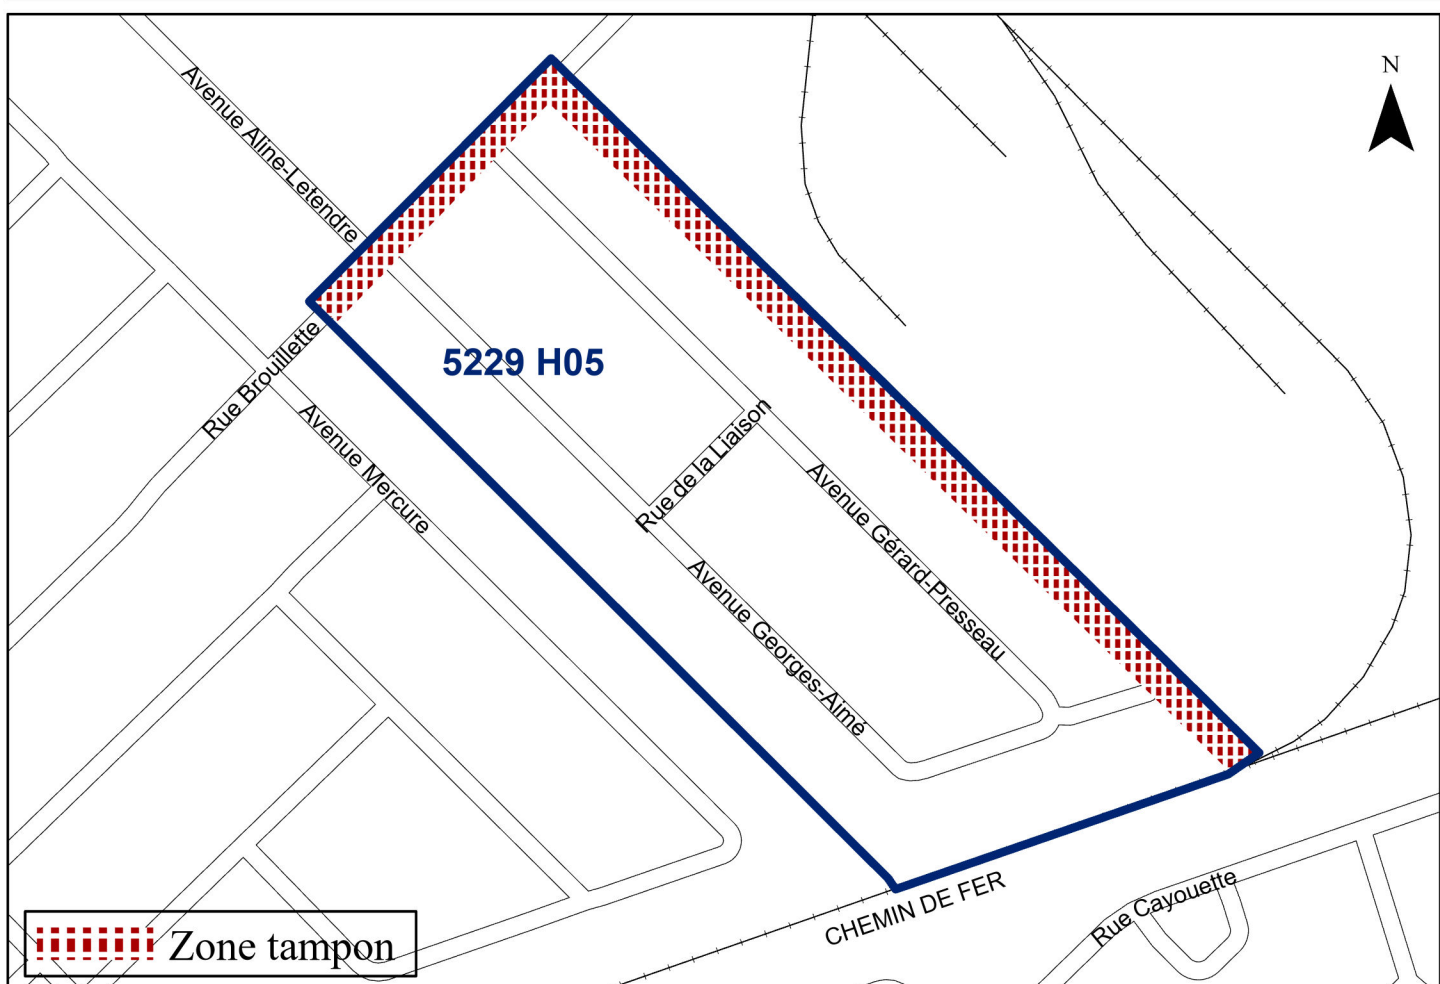 N
Avenue Aline-Letendre
5229 H05
Rue Brouillette
Avenue Mercure
Rue de la Liaison
Avenue Gérard-Presseau
Avenue Georges-Aimé
CHEMIN DE FER
Rue Cayouette
Zone tampon